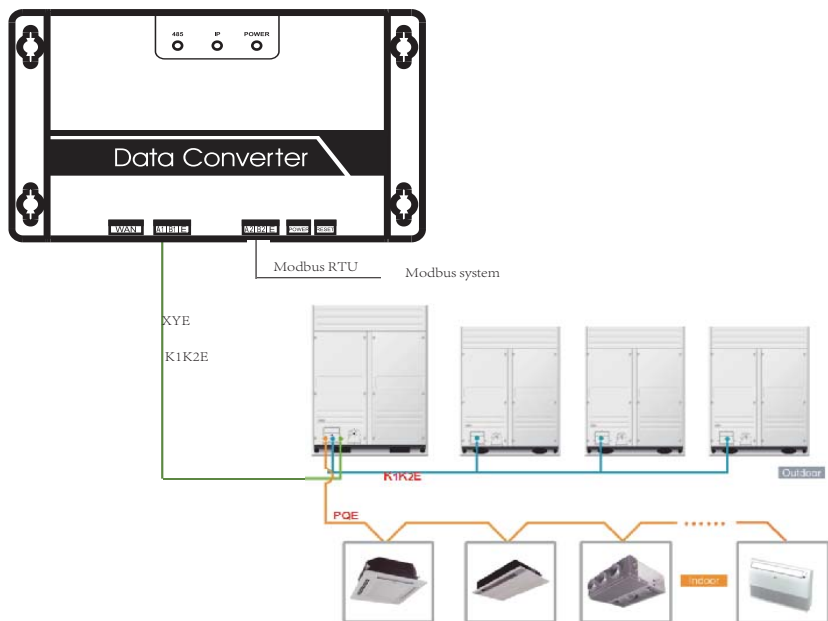 485 IP POWER
Data Converter
WAN A1 B1 E A2 B2 E POWER RESET
Modbus RTU
Modbus system
XYE
K1K2E
K1K2E
Outdoor
PQE
Indoor